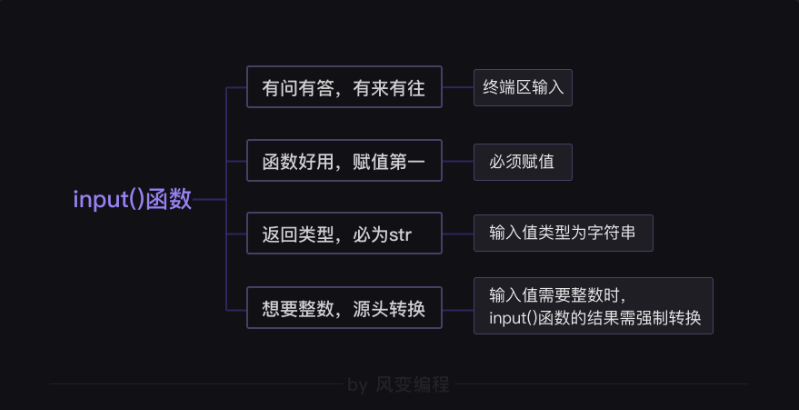 input()函数
有问有答，有来有往
终端区输入
函数好用，赋值第一
必须赋值
返回类型，必为str
输入值类型为字符串
想要整数，源头转换
输入值需要整数时，
input()函数的结果需强制转换
by 风变编程